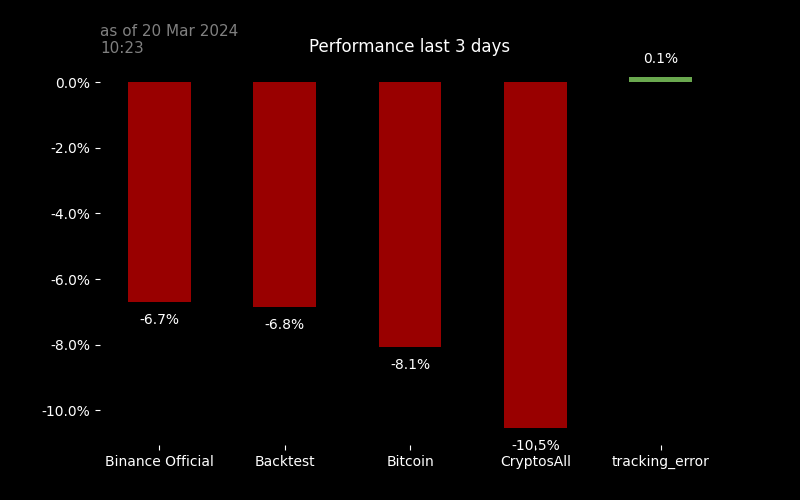 as of 20 Mar 2024
10:23
Performance last 3 days
0.1%
0.0%
-2.0%
-4.0%
-6.0%
-8.0%
-10.0%
-6.7%
-6.8%
-8.1%
-10.5%
Binance Official
Backtest
Bitcoin
CryptosAll
tracking_error